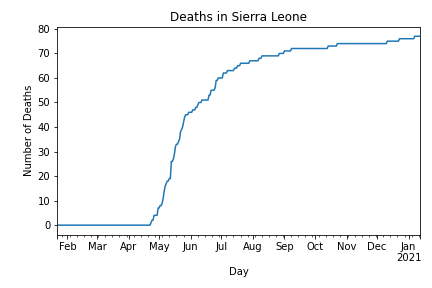 Deaths in Sierra Leone
80
70
60
50
40
30
20
10
0
Number of Deaths
Feb Mar Apr May Jun Jul Aug Sep Oct Nov Dec Jan
2021
Day